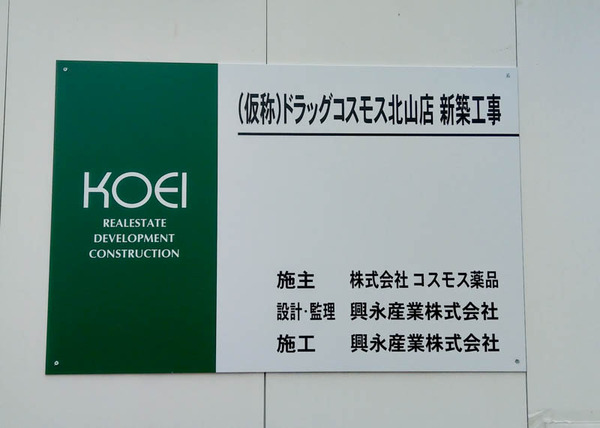 (仮称)ドラッグコスモス北山店 新築工事
KOEI
REALESTATE
DEVELOPMENT
CONSTRUCTION
施主 株式会社 コスモス薬品
設計・監理 興永産業株式会社
施工 興永産業株式会社